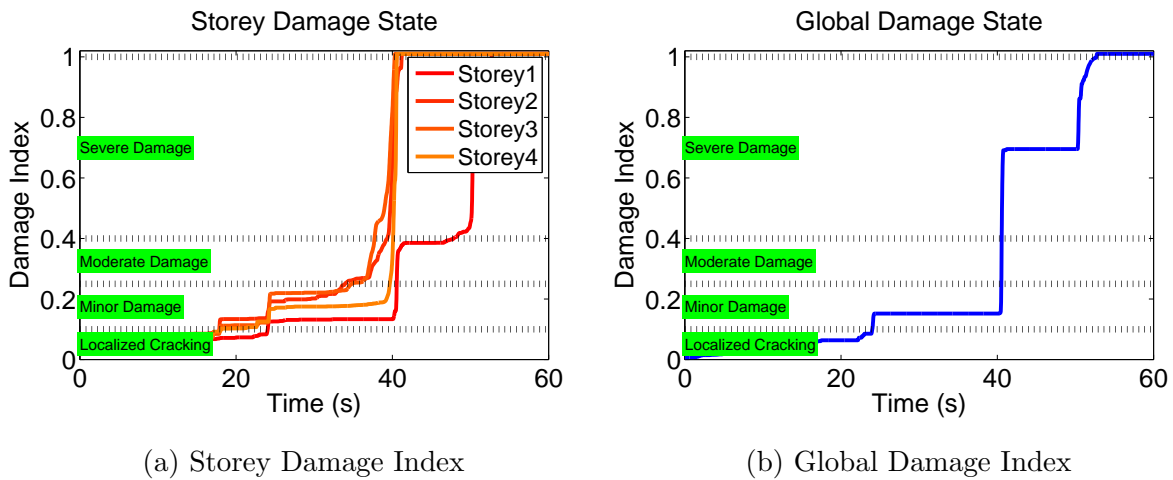 Storey Damage State
Damage Index
1
0.8
0.6
0.4
0.2
0
Severe Damage
Moderate Damage
Minor Damage
Localized Cracking
Storey1
Storey2
Storey3
Storey4
0 20 40 60
Time (s)
(a) Storey Damage Index
Global Damage State
Damage Index
1
0.8
0.6
0.4
0.2
0
Severe Damage
Moderate Damage
Minor Damage
Localized Cracking
0 20 40 60
Time (s)
(b) Global Damage Index